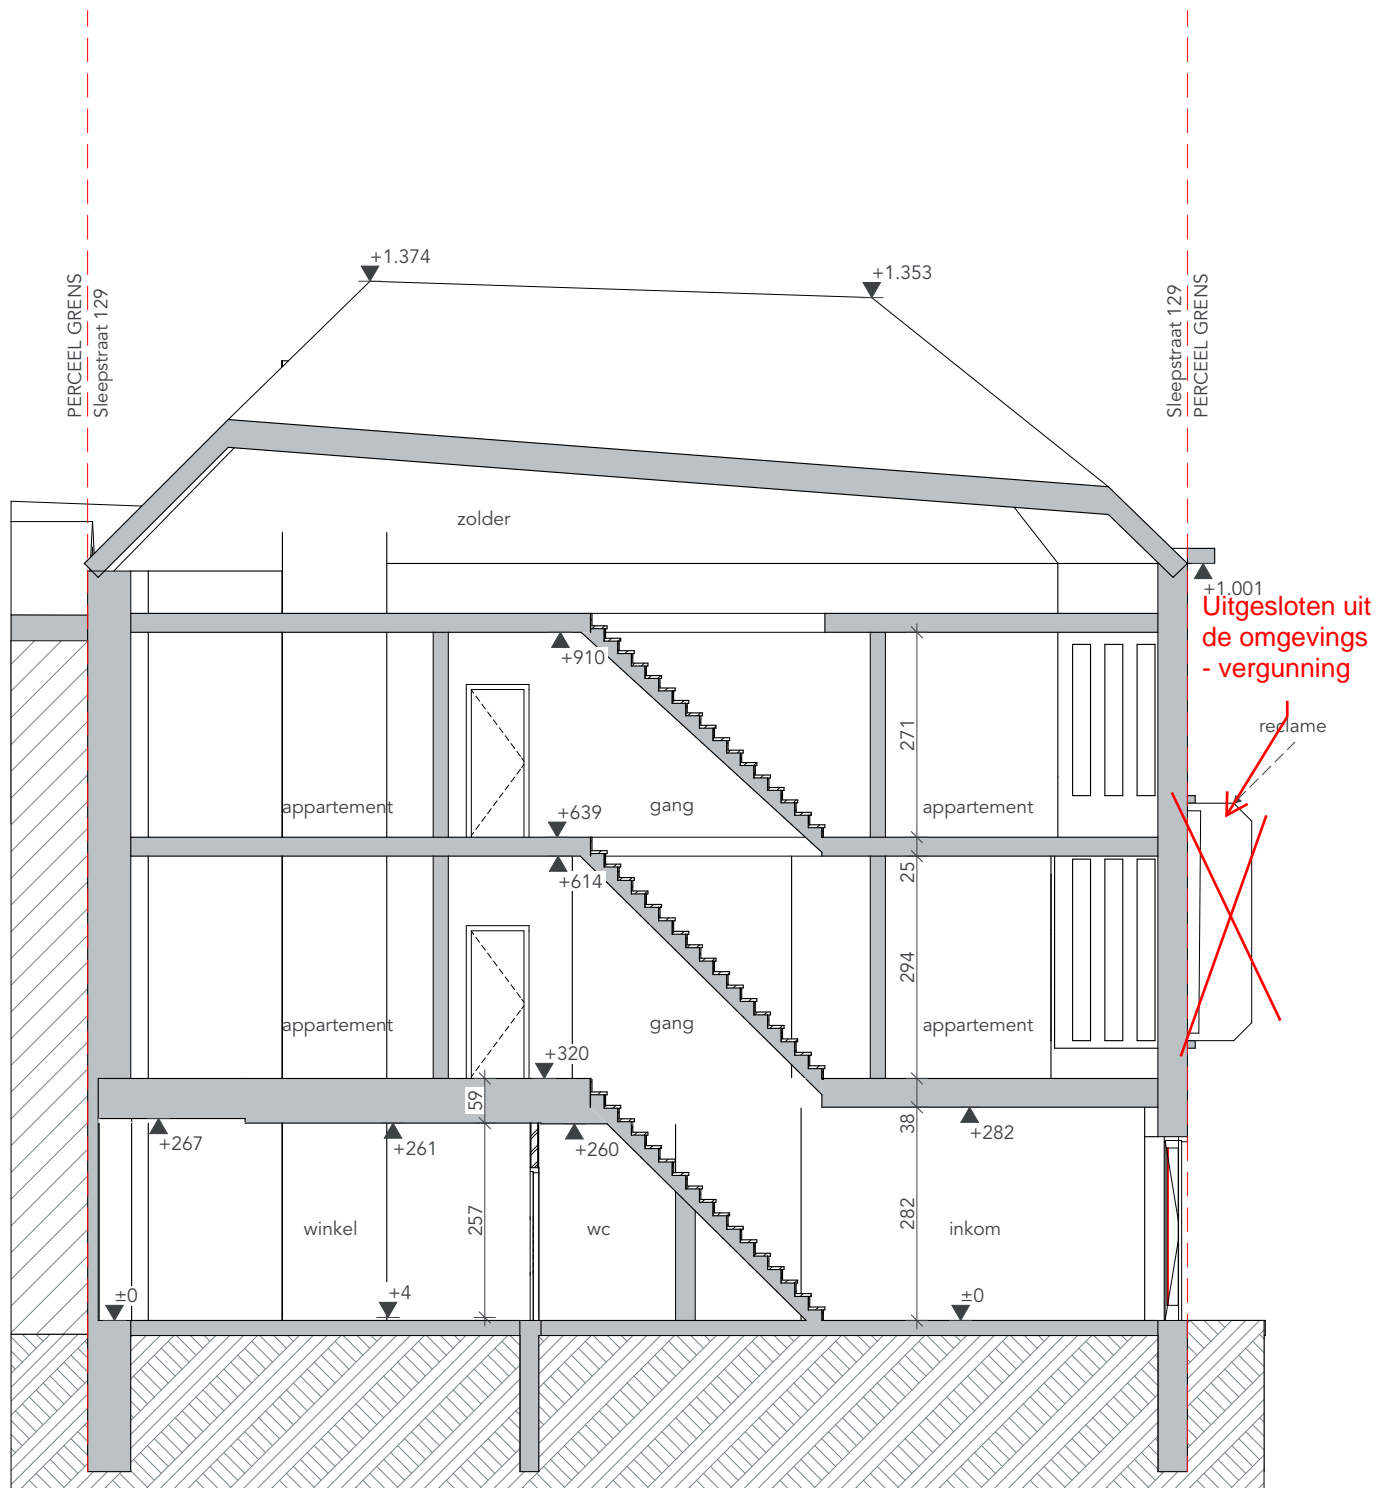 +1.374
+1.353
PERCEEL GRENS
Sleepstraat 129
Sleepstraat 129
PERCEEL GRENS
zolder
+1.001
Uitgesloten uit
de omgevings
- vergunning
+910
reclame
271
appartement
gang
appartement
+639
+614
25
294
appartement
gang
appartement
+320
59
38
+267
+261
+260
+282
257
282
winkel
wc
inkom
±0
+4
±0